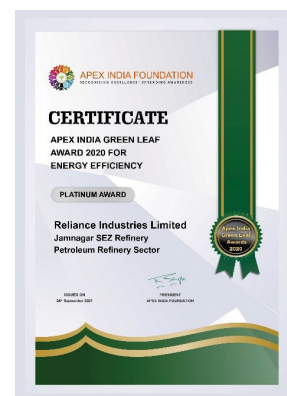 APEX INDIA FOUNDATION
RECOGNISING EXCELLENCE SPREADING AWARENESS
CERTIFICATE
APEX INDIA GREEN LEAF
AWARD 2020 FOR
ENERGY EFFICIENCY
PLATINUM AWARD
Reliance Industries Limited
Jamnagar SEZ Refinery
Petroleum Refinery Sector
Apex India
Green Leaf
Awards
2020
ISSUED ON
September 2021
PRESIDENT
APEX INDIA FOUNDATION